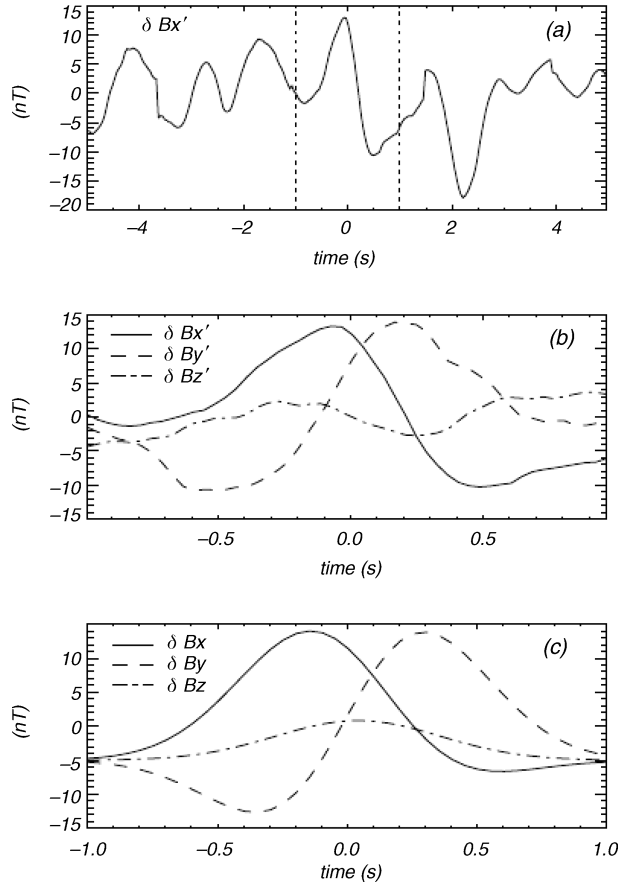 δ Bx′
(a)
(nT)
15
10
5
0
−5
−10
−15
−20
−4
−2
0
2
4
time (s)
δ Bx′
δ By′
δ Bz′
(b)
(nT)
15
10
5
0
−5
−10
−15
−0.5
0.0
0.5
time (s)
δ Bx
δ By
δ Bz
(c)
(nT)
10
5
0
−5
−10
−15
-1.0
−0.5
0.0
0.5
1.0
time (s)